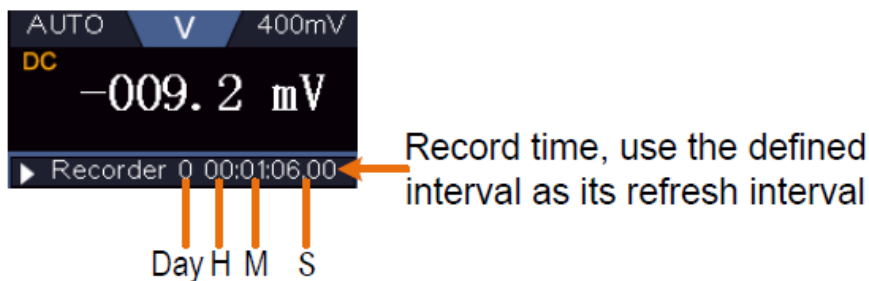 AUTO V 400mV
DC
-009.2 mV
Recorder 0 00:01:06.00
Record time, use the defined
interval as its refresh interval
Day H M S